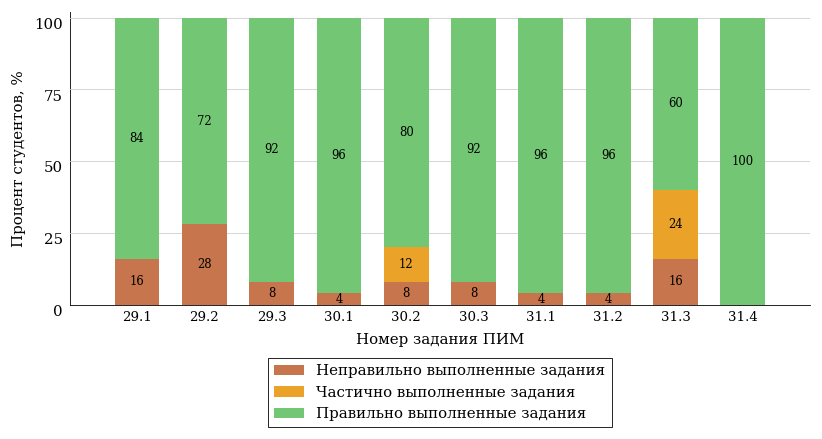 100
75
50
25
0
Процент студентов, %
84 72 92 96 80 92 96 96 60 100
12 24
16 28 8 4 8 8 4 4 16
29.1 29.2 29.3 30.1 30.2 30.3 31.1 31.2 31.3 31.4
Номер задания ПИМ
Неправильно выполненные задания
Частично выполненные задания
Правильно выполненные задания